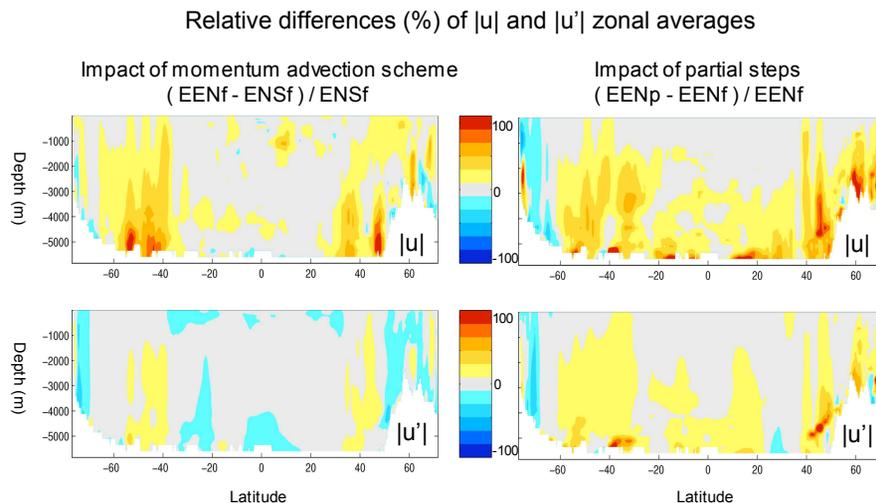 Relative differences (%) of |u| and |u'| zonal averages
Impact of momentum advection scheme
( EENf - ENSf ) / ENSf
Impact of partial steps
( EENp - EENf ) / EENf
Depth (m)
-1000
-2000
-3000
-4000
-5000
|u|
-60 -40 -20 0 20 40 60
100
0
-100
|u|
-60 -40 -20 0 20 40 60
Depth (m)
-1000
-2000
-3000
-4000
-5000
|u'|
-60 -40 -20 0 20 40 60
Latitude
100
0
-100
|u'|
-60 -40 -20 0 20 40 60
Latitude